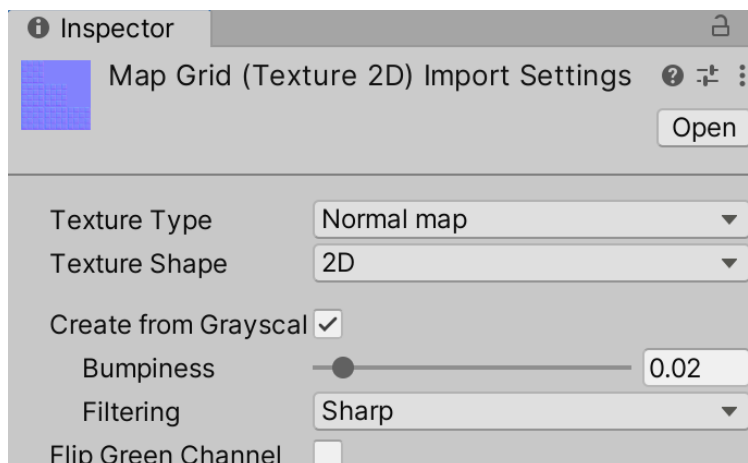 Inspector
Map Grid (Texture 2D) Import Settings
Open
Texture Type Normal map
Texture Shape 2D
Create from Grayscal
Bumpiness 0.02
Filtering Sharp
Flip Green Channel